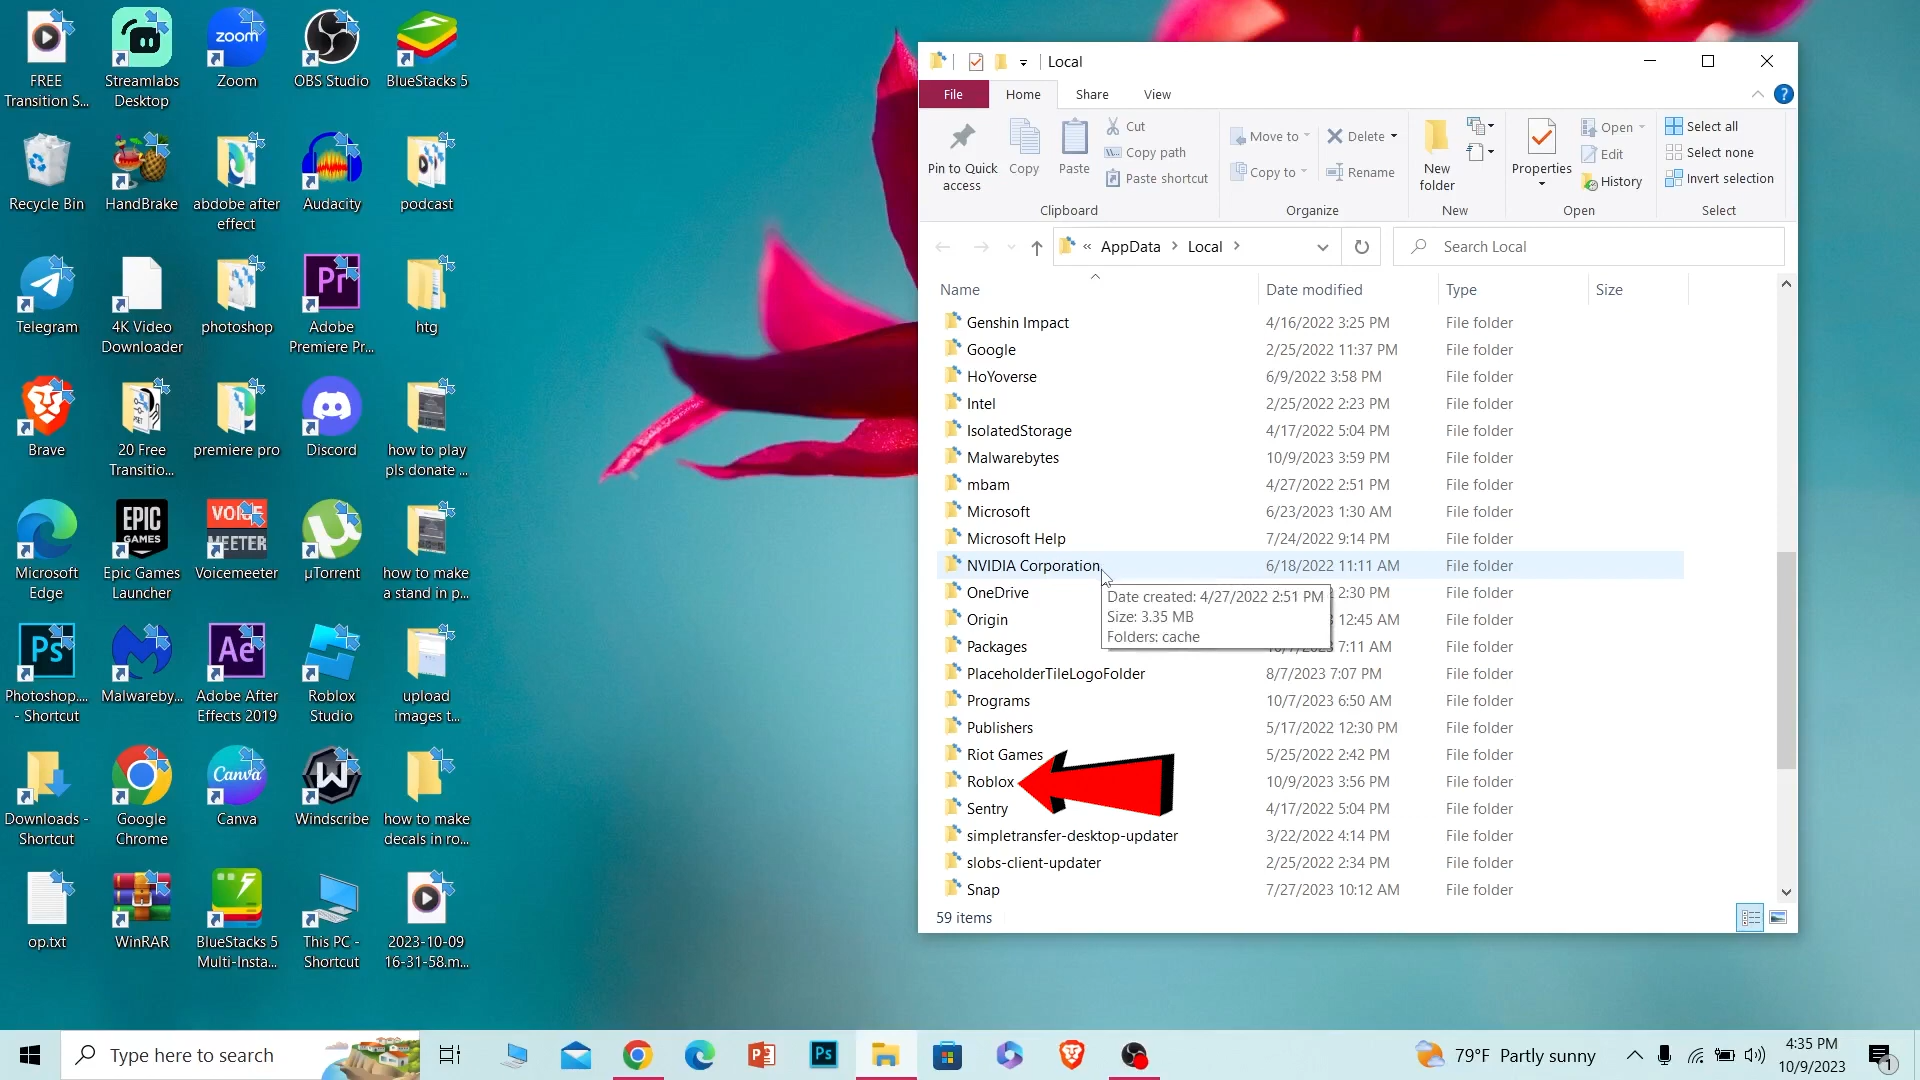 FREE
Transition S...
Streamlabs
Desktop
zoom
Zoom
OBS Studio
BlueStacks 5
Recycle Bin
HandBrake
abdobe after
effect
Audacity
podcast
Telegram
4K Video
Downloader
photoshop
Pr
Adobe
Premiere Pr...
htg
Brave
20 Free
Transitio...
premiere pro
Discord
how to play
pls donate ...
Microsoft
Edge
EPIC
GAMES
Epic Games
Launcher
VOICE
MEETER
Voicemeeter
µTorrent
how to make
a stand in p...
Ps
Photoshop....
- Shortcut
Malwareby...
Ae
Adobe After
Effects 2019
Roblox
Studio
upload
images t...
Downloads -
Shortcut
Google
Chrome
Canva
Canva
Windscribe
how to make
decals in ro...
op.txt
WinRAR
BlueStacks 5
Multi-Insta...
This PC -
Shortcut
2023-10-09
16-31-58.m...
Local
File Home Share View
Pin to Quick
access
Copy
Paste
Cut
Copy path
Paste shortcut
Clipboard
Move to
Copy to
Delete
Rename
Organize
New
folder
New
Properties
Open
Edit
History
Open
Select all
Select none
Invert selection
Select
« AppData > Local >
Search Local
Name Date modified Type Size
Genshin Impact 4/16/2022 3:25 PM File folder
Google 2/25/2022 11:37 PM File folder
HoYoverse 6/9/2022 3:58 PM File folder
Intel 2/25/2022 2:23 PM File folder
IsolatedStorage 4/17/2022 5:04 PM File folder
Malwarebytes 10/9/2023 3:59 PM File folder
mbam 4/27/2022 2:51 PM File folder
Microsoft 6/23/2023 1:30 AM File folder
Microsoft Help 7/24/2022 9:14 PM File folder
NVIDIA Corporation 6/18/2022 11:11 AM File folder
Date created: 4/27/2022 2:51 PM
Size: 3.35 MB
Folders: cache
OneDrive 2:30 PM File folder
Origin 12:45 AM File folder
Packages 7:11 AM File folder
PlaceholderTileLogoFolder 8/7/2023 7:07 PM File folder
Programs 10/7/2023 6:50 AM File folder
Publishers 5/17/2022 12:30 PM File folder
Riot Games 5/25/2022 2:42 PM File folder
Roblox 10/9/2023 3:56 PM File folder
Sentry 4/17/2022 5:04 PM File folder
simpletransfer-desktop-updater 3/22/2022 4:14 PM File folder
slobs-client-updater 2/25/2022 2:34 PM File folder
Snap 7/27/2023 10:12 AM File folder
59 items
Type here to search
Ps
79°F Partly sunny
4:35 PM
10/9/2023
1